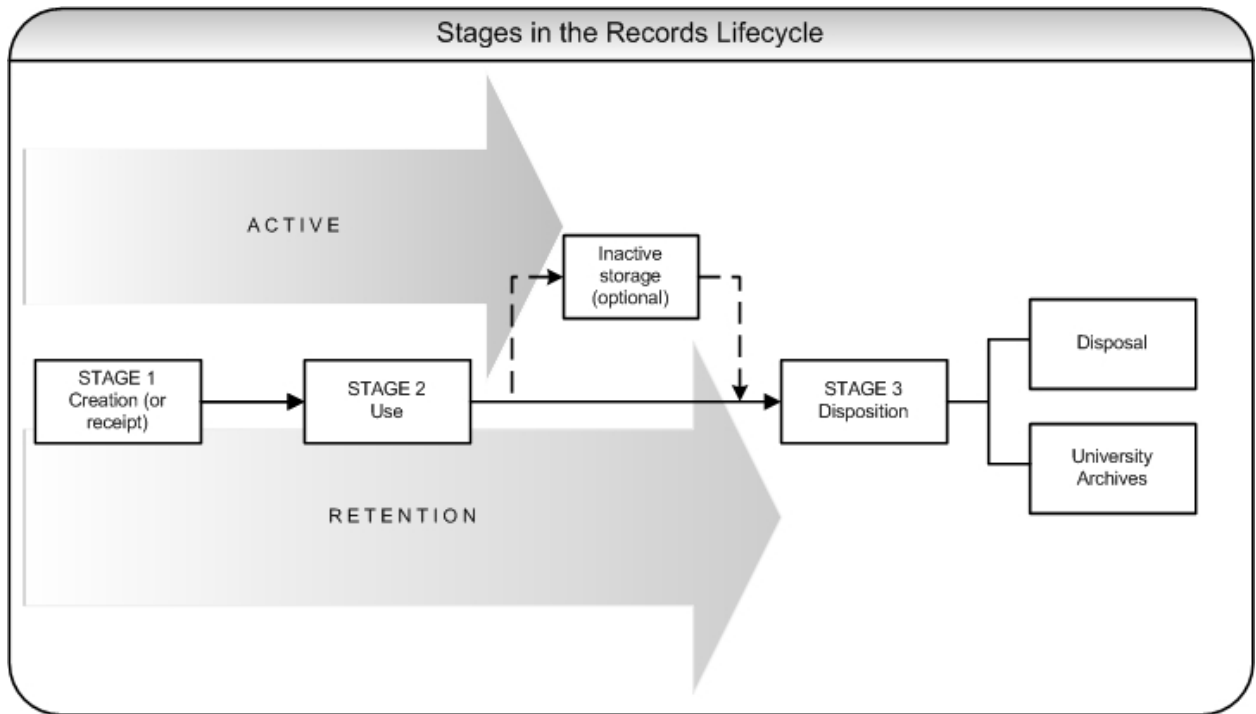 Stages in the Records Lifecycle
ACTIVE
Inactive
storage
(optional)
STAGE 1
Creation (or
receipt)
STAGE 2
Use
STAGE 3
Disposition
Disposal
University
Archives
RETENTION